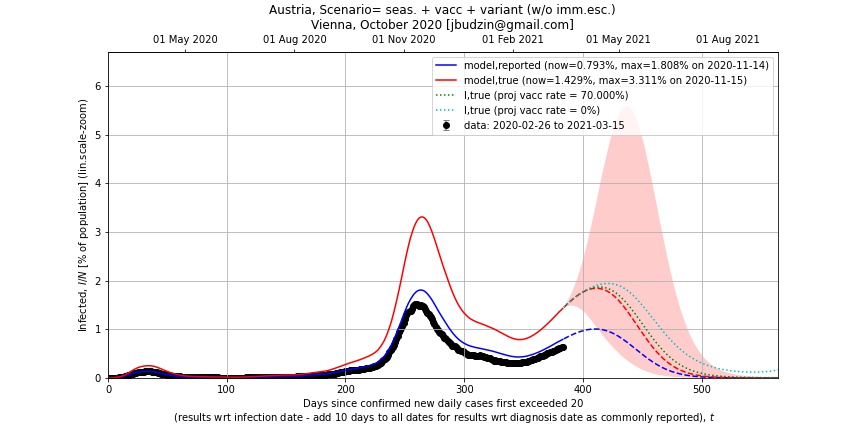 Austria, Scenario= seas. + vacc + variant (w/o imm.esc.)
Vienna, October 2020 [jbudzin@gmail.com]
01 May 2020 01 Aug 2020 01 Nov 2020 01 Feb 2021 01 May 2021 01 Aug 2021
model,reported (now=0.793%, max=1.808% on 2020-11-14)
model,true (now=1.429%, max=3.311% on 2020-11-15)
I,true (proj vacc rate = 70.000%)
I,true (proj vacc rate = 0%)
data: 2020-02-26 to 2021-03-15
Infected, I/N [% of population] (lin.scale-zoom)
6
5
4
3
2
1
0
0 100 200 300 400 500
Days since confirmed new daily cases first exceeded 20
(results wrt infection date - add 10 days to all dates for results wrt diagnosis date as commonly reported), t